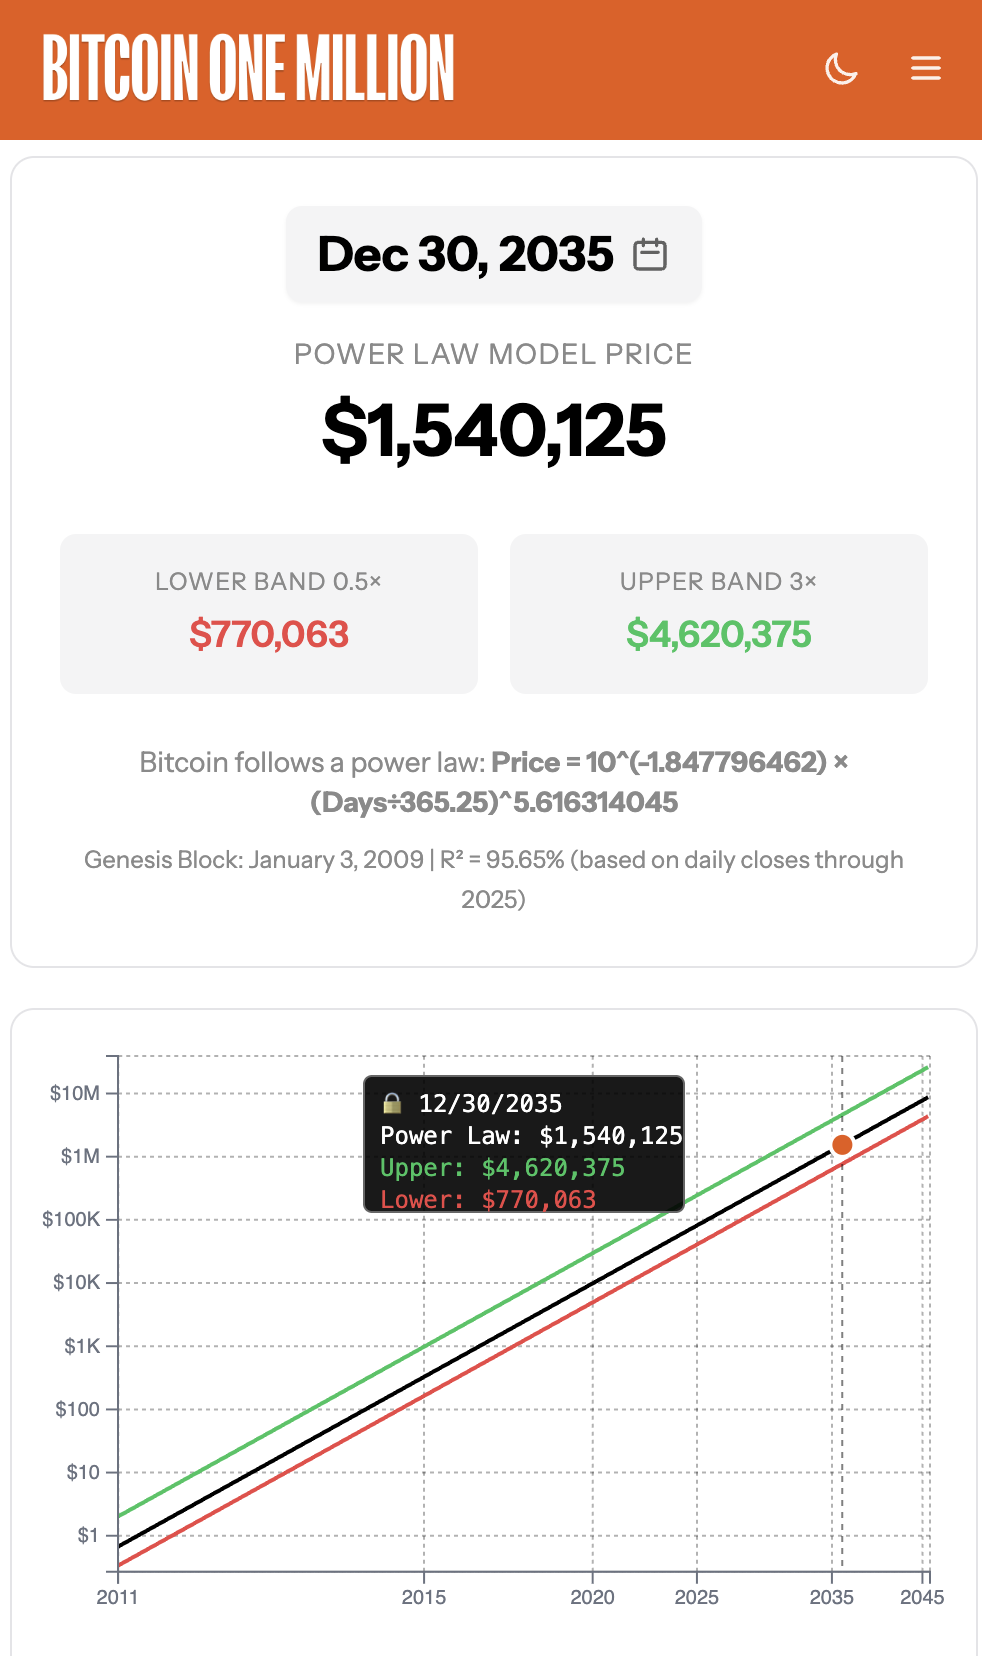 BITCOIN ONE MILLION
Dec 30, 2035
POWER LAW MODEL PRICE
$1,540,125
LOWER BAND 0.5×
$770,063
UPPER BAND 3×
$4,620,375
Bitcoin follows a power law: Price = 10^(-1.847796462) ×
(Days÷365.25)^5.616314045
Genesis Block: January 3, 2009 | R² = 95.65% (based on daily closes through
2025)
🔒 12/30/2035
Power Law: $1,540,125
Upper: $4,620,375
Lower: $770,063
$10M
$1M
$100K
$10K
$1K
$100
$10
$1
2011 2015 2020 2025 2035 2045